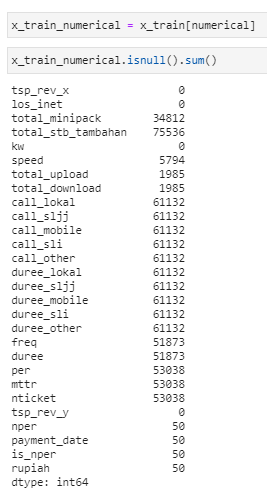 x_train_numerical = x_train[numerical]
x_train_numerical.isnull().sum()
tsp_rev_x 0
los_inet 0
total_minipack 34812
total_stb_tambahan 75536
kw 0
speed 5794
total_upload 1985
total_download 1985
call_lokal 61132
call_sljj 61132
call_mobile 61132
call_sli 61132
call_other 61132
duree_lokal 61132
duree_sljj 61132
duree_mobile 61132
duree_sli 61132
duree_other 61132
freq 51873
duree 51873
per 53038
mttr 53038
nticket 53038
tsp_rev_y 0
nper 50
payment_date 50
is_nper 50
rupiah 50
dtype: int64